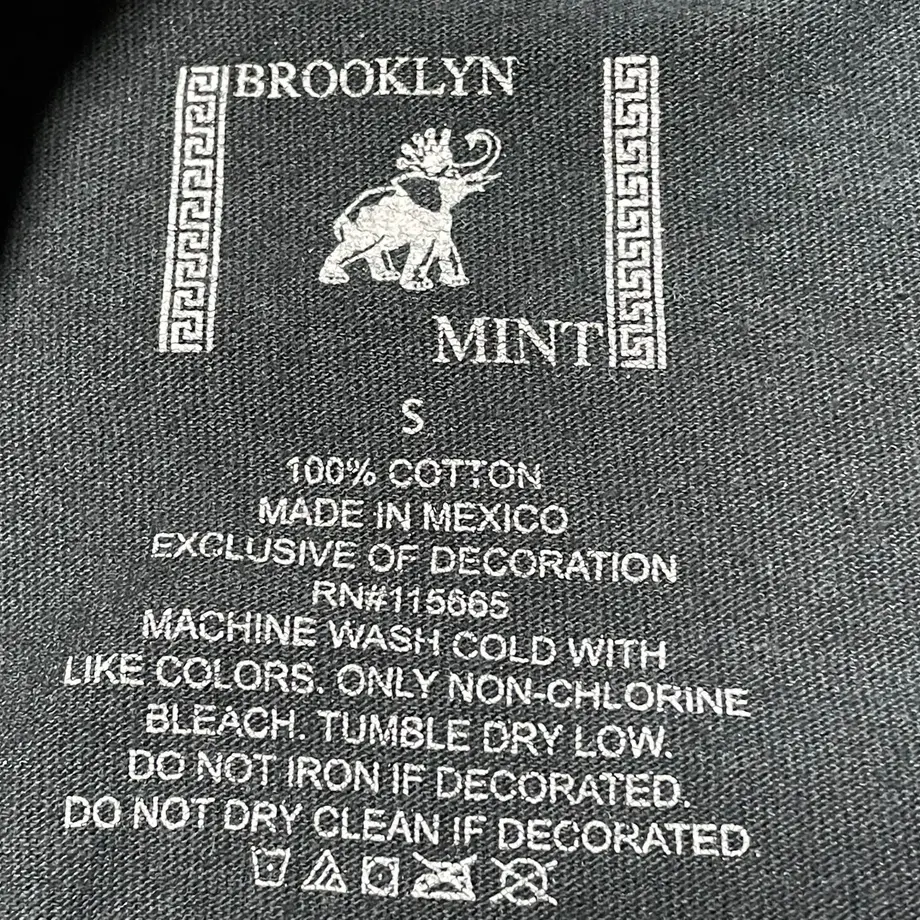 BROOKLYN
MINT
S
100% COTTON
MADE IN MEXICO
EXCLUSIVE OF DECORATION
RN#115665
MACHINE WASH COLD WITH
LIKE COLORS. ONLY NON-CHLORINE
BLEACH. TUMBLE DRY LOW.
DO NOT IRON IF DECORATED.
DO NOT DRY CLEAN IF DECORATED.